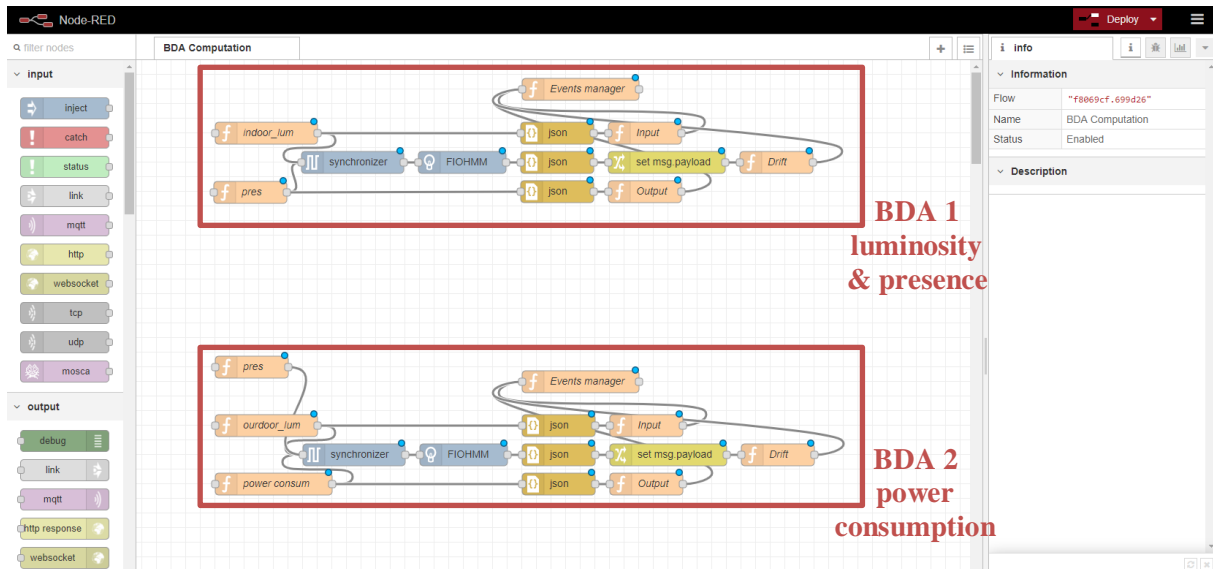 Node-RED
Deploy
filter nodes
BDA Computation
info
i
input
inject
catch
status
link
mqtt
http
websocket
tcp
udp
mosca
output
debug
link
mqtt
http response
websocket
Events manager
indoor_lum
json
Input
synchronizer
FIOHMM
json
set msg.payload
Drift
pres
json
Output
BDA 1
luminosity
& presence
pres
Events manager
ourdoor_lum
json
Input
synchronizer
FIOHMM
json
set msg.payload
Drift
power consum
json
Output
BDA 2
power
consumption
Information
Flow "f8069cf.699d26"
Name BDA Computation
Status Enabled
Description